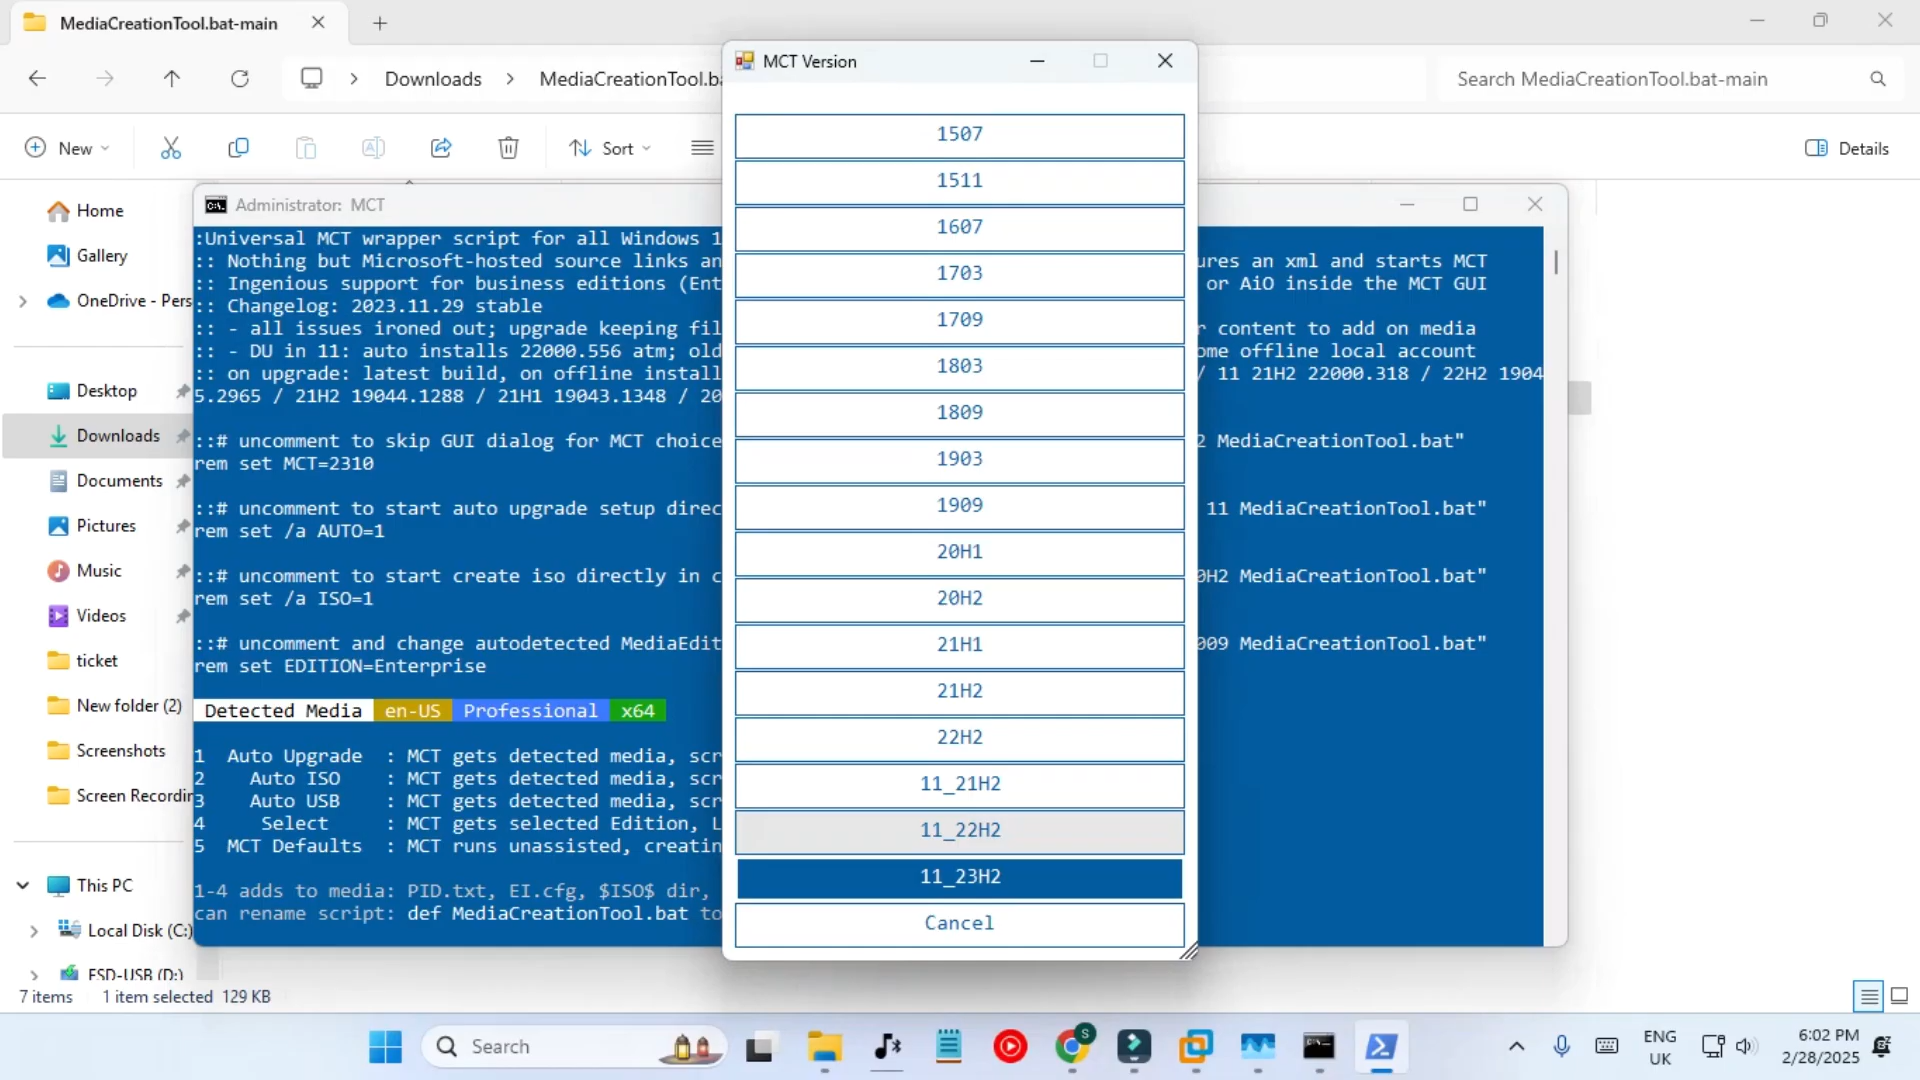 MediaCreationTool.bat-main
Downloads
MediaCreationTool.ba
Search MediaCreationTool.bat-main
New
Sort
Details
Home
Gallery
OneDrive - Pers
Desktop
Downloads
Documents
Pictures
Music
Videos
ticket
New folder (2)
Screenshots
Screen Recordin
This PC
Local Disk (C:)
ESD-USB (D:)
7 items 1 item selected 129 KB
Administrator: MCT
:Universal MCT wrapper script for all Windows 1
:: Nothing but Microsoft-hosted source links an ures an xml and starts MCT
:: Ingenious support for business editions (Ent or AiO inside the MCT GUI
:: Changelog: 2023.11.29 stable
:: - all issues ironed out; upgrade keeping fil r content to add on media
:: - DU in 11: auto installs 22000.556 atm; old ome offline local account
:: on upgrade: latest build, on offline install / 11 21H2 22000.318 / 22H2 1904
5.2965 / 21H2 19044.1288 / 21H1 19043.1348 / 20
::# uncomment to skip GUI dialog for MCT choice 2 MediaCreationTool.bat"
rem set MCT=2310
::# uncomment to start auto upgrade setup direc 11 MediaCreationTool.bat"
rem set /a AUTO=1
::# uncomment to start create iso directly in c 0H2 MediaCreationTool.bat"
rem set /a ISO=1
::# uncomment and change autodetected MediaEdit 009 MediaCreationTool.bat"
rem set EDITION=Enterprise
Detected Media en-US Professional x64
1 Auto Upgrade : MCT gets detected media, scr
2 Auto ISO : MCT gets detected media, scr
3 Auto USB : MCT gets detected media, scr
4 Select : MCT gets selected Edition, L
5 MCT Defaults : MCT runs unassisted, creatin
1-4 adds to media: PID.txt, EI.cfg, $ISO$ dir,
can rename script: def MediaCreationTool.bat to
MCT Version
1507
1511
1607
1703
1709
1803
1809
1903
1909
20H1
20H2
21H1
21H2
22H2
11_21H2
11_22H2
11_23H2
Cancel
Search
S
ENG
UK
6:02 PM
2/28/2025